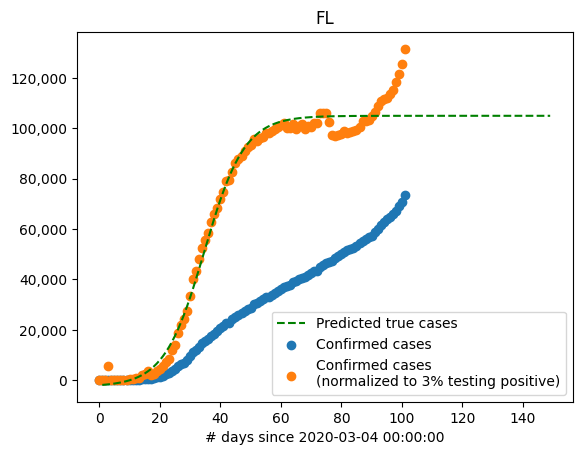 FL
120,000
100,000
80,000
60,000
40,000
20,000
0
Predicted true cases
Confirmed cases
Confirmed cases
(normalized to 3% testing positive)
0 20 40 60 80 100 120 140
# days since 2020-03-04 00:00:00